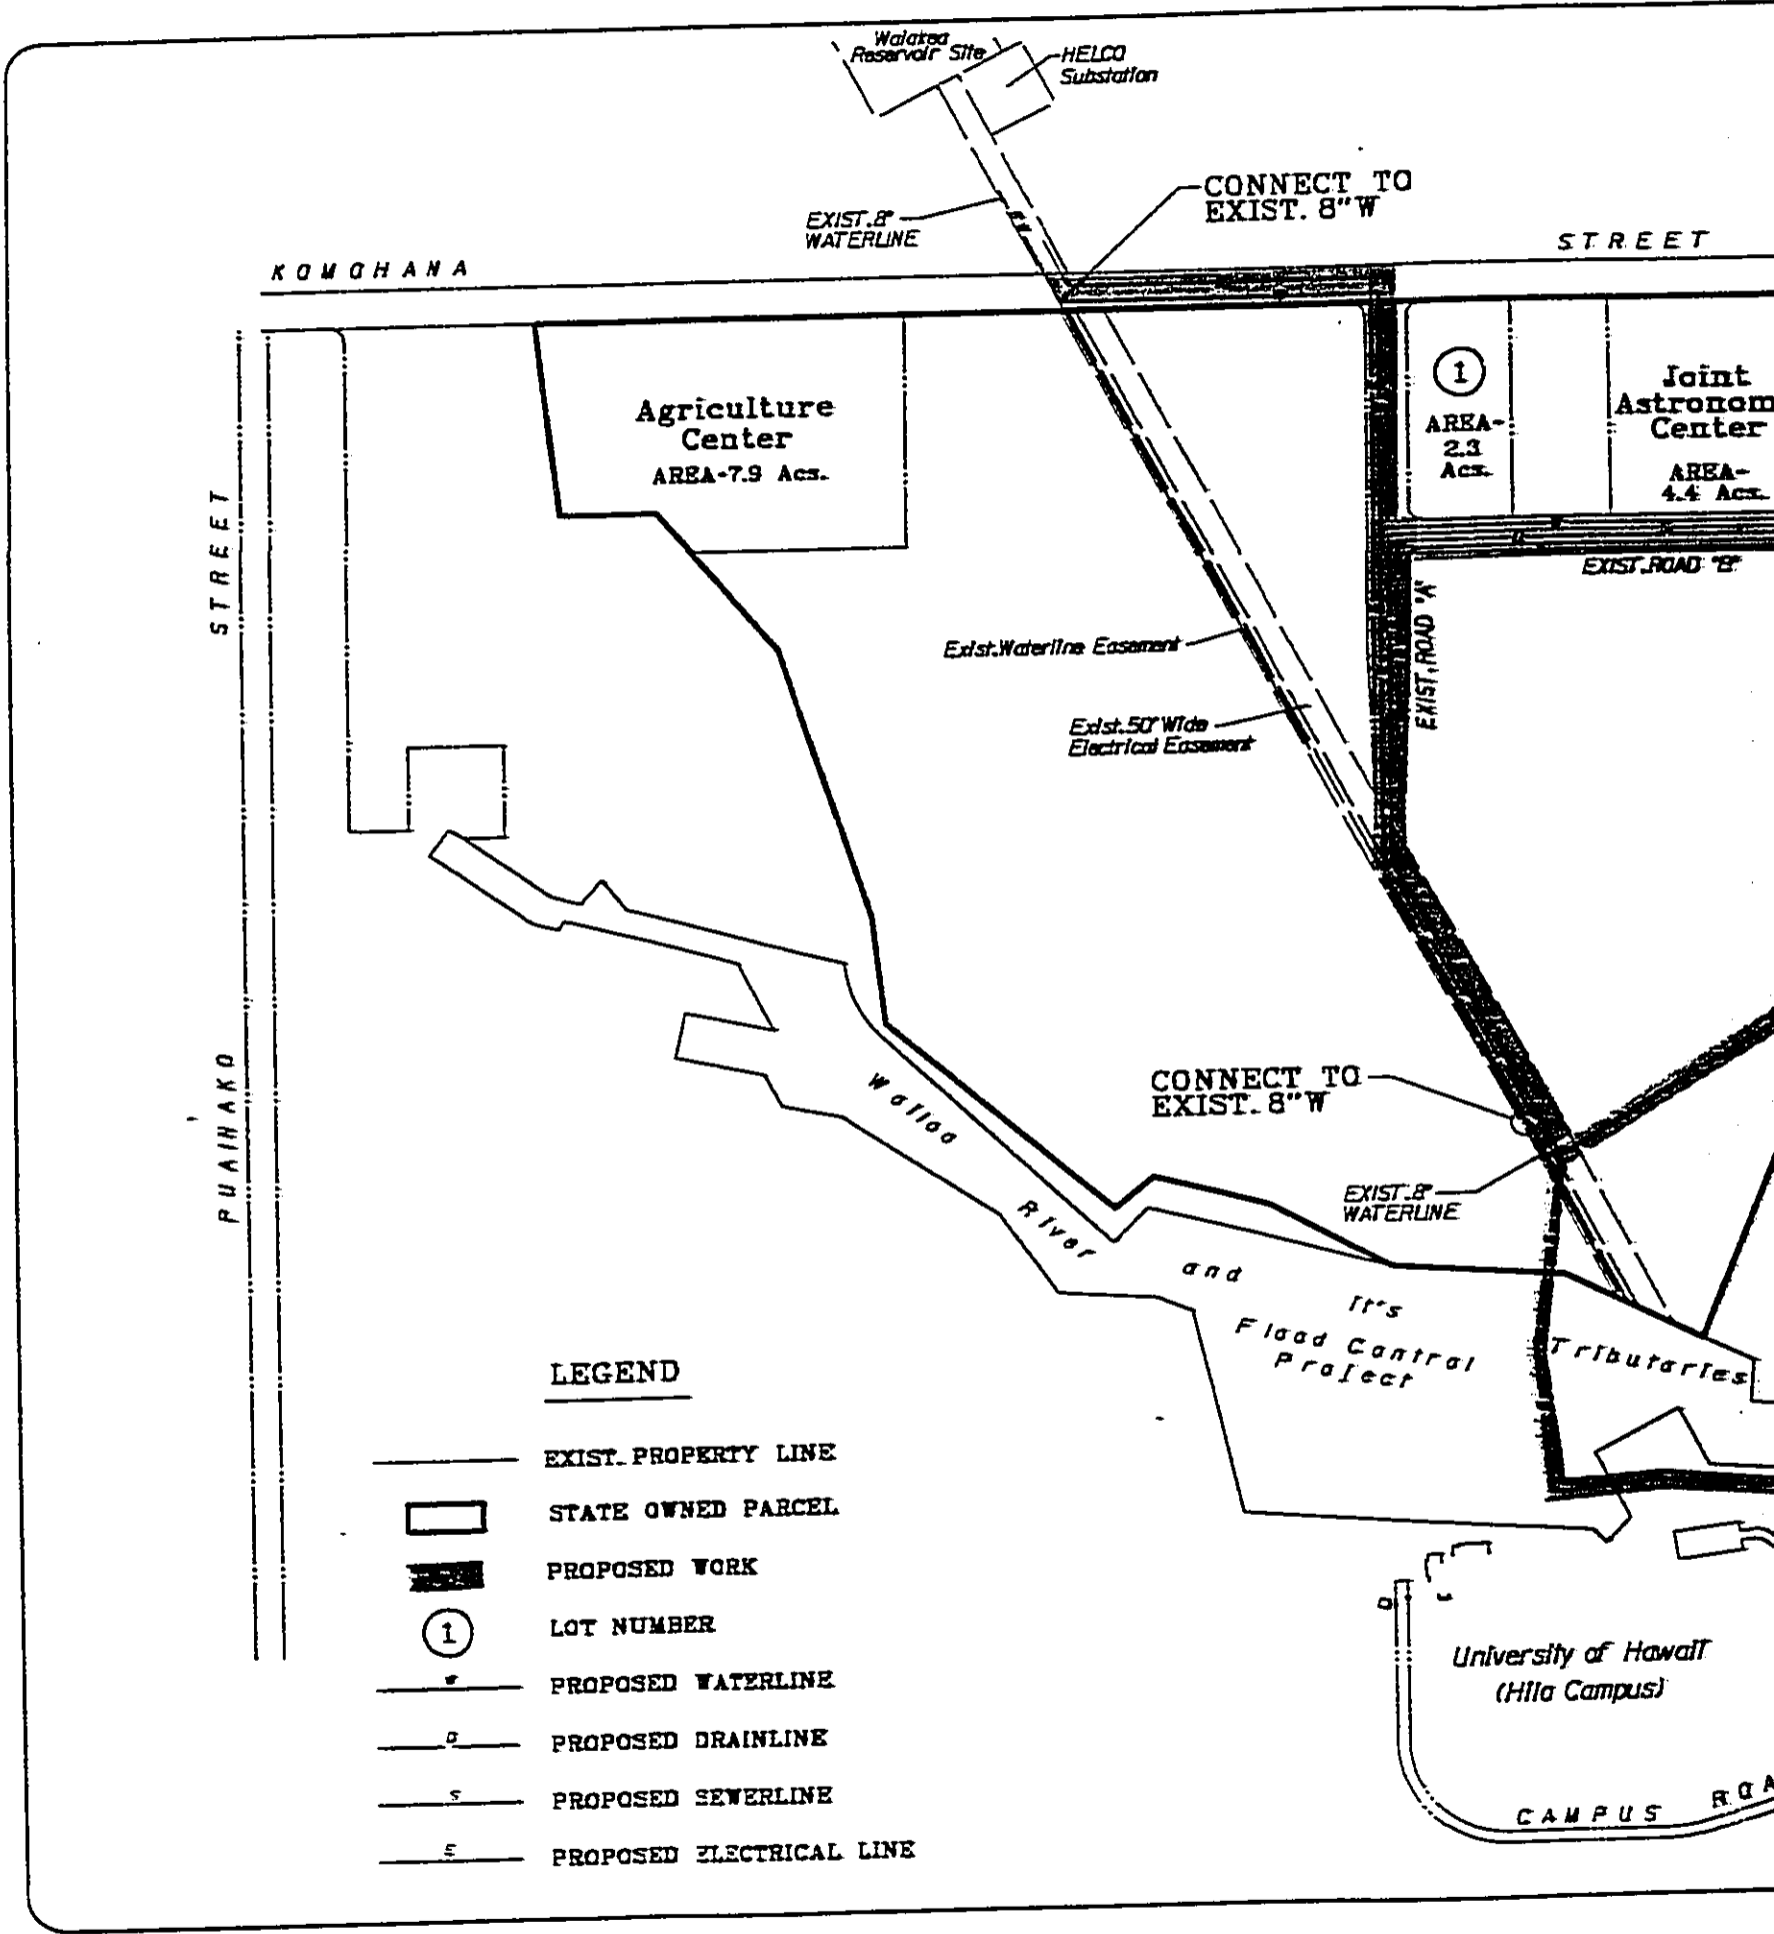 Waiakea
Reservoir Site
HELCO
Substation
CONNECT TO
EXIST. 8" W
EXIST. 8"
WATERLINE
KOMOHANA
STREET
Agriculture
Center
AREA-7.9 Acs.
1
AREA-
2.3
Acs.
Joint
Astronom
Center
AREA-
4.4 Acs.
EXIST. ROAD "B"
EXIST. ROAD "A"
STREET
PUAINAKO
Exist. Waterline Easement
Exist. 50' Wide
Electrical Easement
CONNECT TO
EXIST. 8" W
EXIST. 8"
WATERLINE
Wailoa
River
and
It's
Tributaries
Flood Control
Project
LEGEND
EXIST. PROPERTY LINE
STATE OWNED PARCEL
PROPOSED WORK
1 LOT NUMBER
W PROPOSED WATERLINE
D PROPOSED DRAINLINE
S PROPOSED SEWERLINE
E PROPOSED ELECTRICAL LINE
University of Hawaii
(Hilo Campus)
CAMPUS ROA